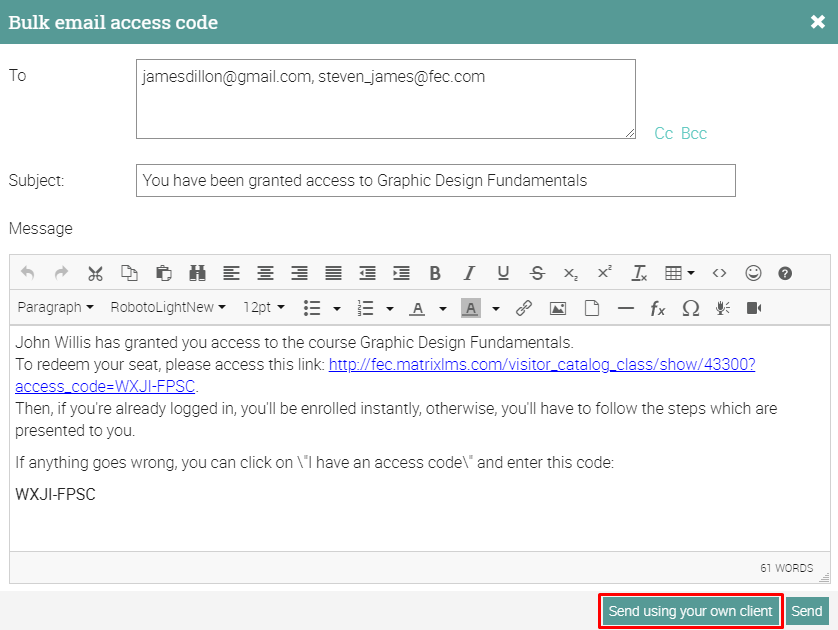 Bulk email access code
To
jamesdillon@gmail.com, steven_james@fec.com
Cc Bcc
Subject:
You have been granted access to Graphic Design Fundamentals
Message
Paragraph RobotoLightNew 12pt
John Willis has granted you access to the course Graphic Design Fundamentals.
To redeem your seat, please access this link: http://fec.matrixlms.com/visitor_catalog_class/show/43300?
access_code=WXJI-FPSC.
Then, if you're already logged in, you'll be enrolled instantly, otherwise, you'll have to follow the steps which are
presented to you.
If anything goes wrong, you can click on \"I have an access code\" and enter this code:
WXJI-FPSC
61 WORDS
Send using your own client Send